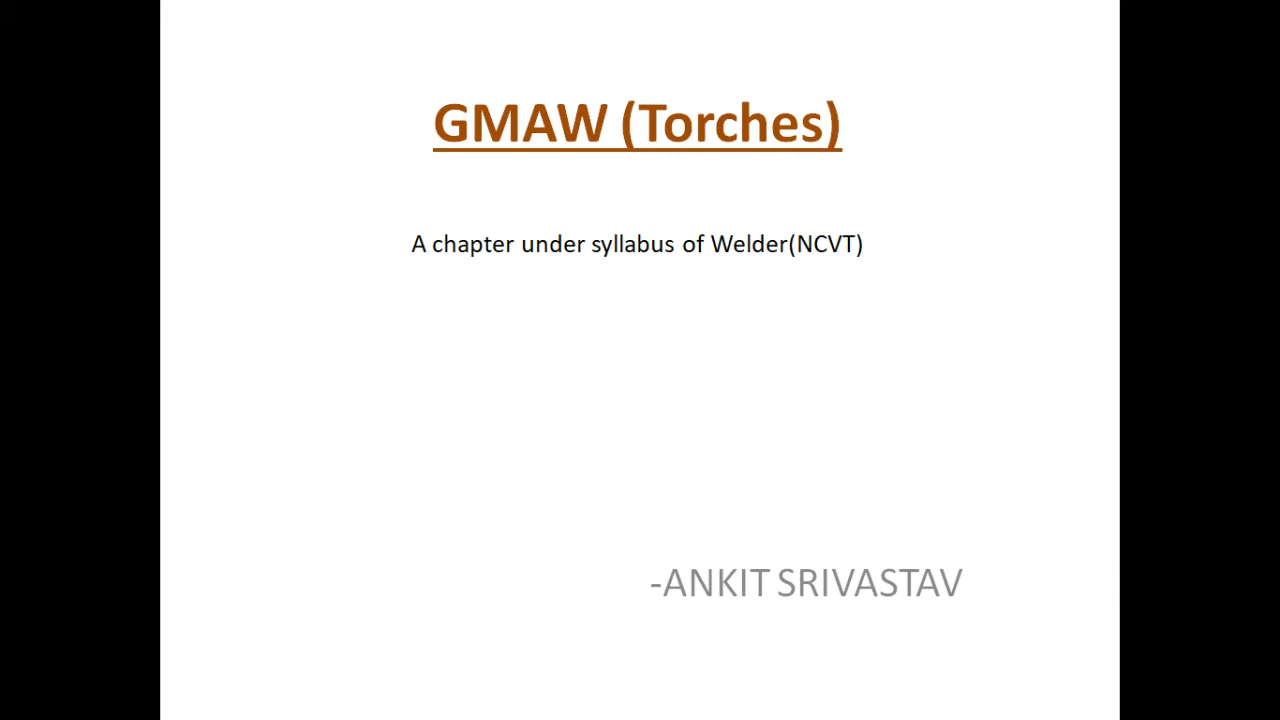 GMAW (Torches)
A chapter under syllabus of Welder(NCVT)
-ANKIT SRIVASTAV